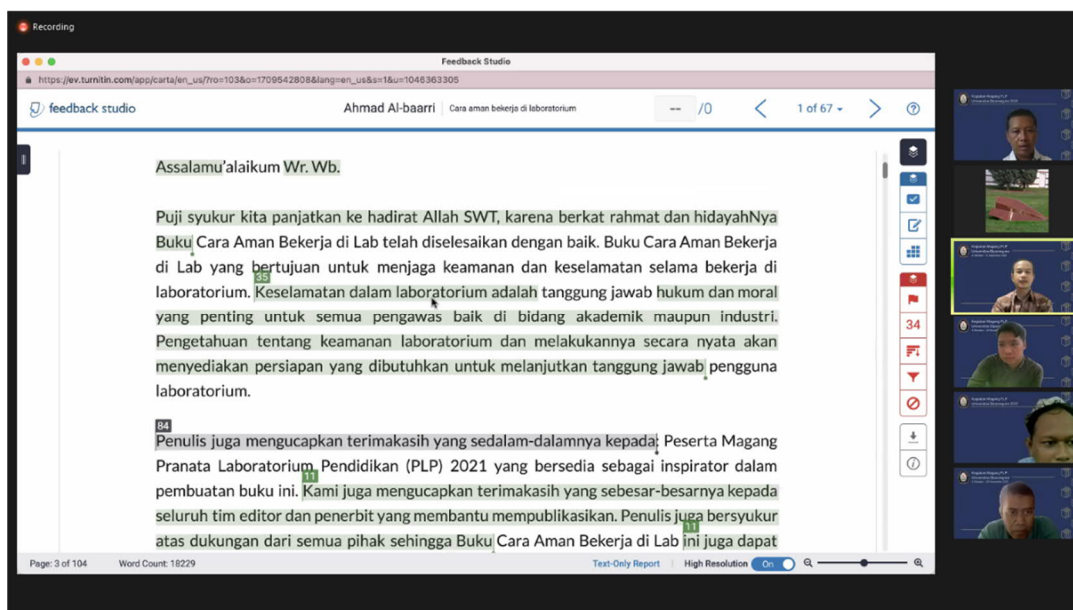 Recording
Feedback Studio
https://ev.turnitin.com/app/carta/en_us/?ro=103&o=1709542808&lang=en_us&s=1&u=1046363305
feedback studio
Ahmad Al-baarri
Cara aman bekerja di laboratorium
--
/0
1 of 67
Assalamu'alaikum Wr. Wb.
Puji syukur kita panjatkan ke hadirat Allah SWT, karena berkat rahmat dan hidayahNya
Buku Cara Aman Bekerja di Lab telah diselesaikan dengan baik. Buku Cara Aman Bekerja
di Lab yang bertujuan untuk menjaga keamanan dan keselamatan selama bekerja di
35
laboratorium. Keselamatan dalam laboratorium adalah tanggung jawab hukum dan moral
yang penting untuk semua pengawas baik di bidang akademik maupun industri.
Pengetahuan tentang keamanan laboratorium dan melakukannya secara nyata akan
menyediakan persiapan yang dibutuhkan untuk melanjutkan tanggung jawab pengguna
laboratorium.
84
Penulis juga mengucapkan terimakasih yang sedalam-dalamnya kepada: Peserta Magang
Pranata Laboratorium Pendidikan (PLP) 2021 yang bersedia sebagai inspirator dalam
11
pembuatan buku ini. Kami juga mengucapkan terimakasih yang sebesar-besarnya kepada
seluruh tim editor dan penerbit yang membantu mempublikasikan. Penulis juga bersyukur
11
atas dukungan dari semua pihak sehingga Buku Cara Aman Bekerja di Lab ini juga dapat
34
Page: 3 of 104
Word Count: 18229
Text-Only Report
High Resolution
On